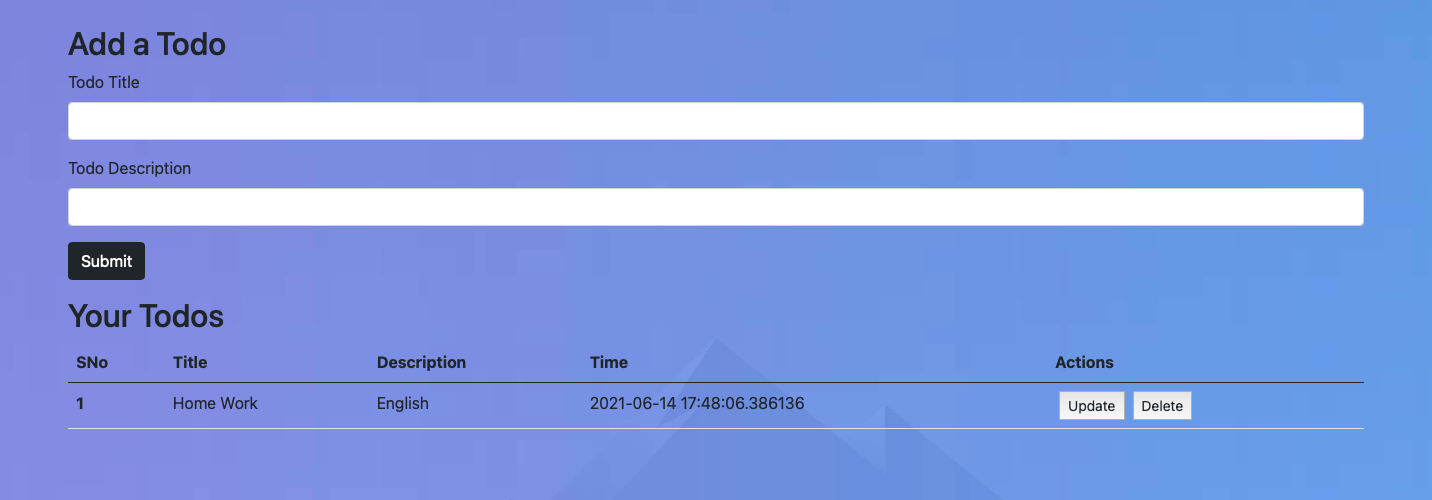 Add a Todo
Todo Title
Todo Description
Submit
Your Todos
SNo Title Description Time Actions
1 Home Work English 2021-06-14 17:48:06.386136 Update Delete